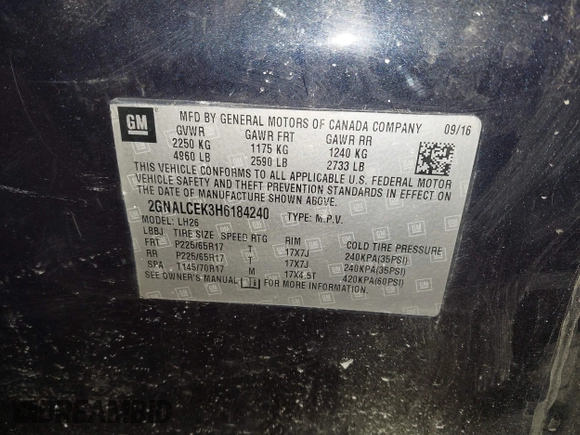 GM
MFD BY GENERAL MOTORS OF CANADA COMPANY 09/16
GVWR GAWR FRT GAWR RR
2250 KG 1175 KG 1240 KG
4960 LB 2590 LB 2733 LB
THIS VEHICLE CONFORMS TO ALL APPLICABLE U.S. FEDERAL MOTOR
VEHICLE SAFETY AND THEFT PREVENTION STANDARDS IN EFFECT
ON THE DATE OF MANUFACTURE SHOWN ABOVE.
2GNALCEK3H6184240 TYPE: M.P.V.
MODEL: LH26
LBBJ TIRE SIZE SPEED RTG RIM COLD TIRE PRESSURE
FRT P225/65R17 T 17X7J 240KPA(35PSI)
RR P225/65R17 T 17X7J 240KPA(35PSI)
SPA T145/70R17 M 17X4.5T 420KPA(60PSI)
SEE OWNER'S MANUAL FOR MORE INFORMATION.
DREAMBID